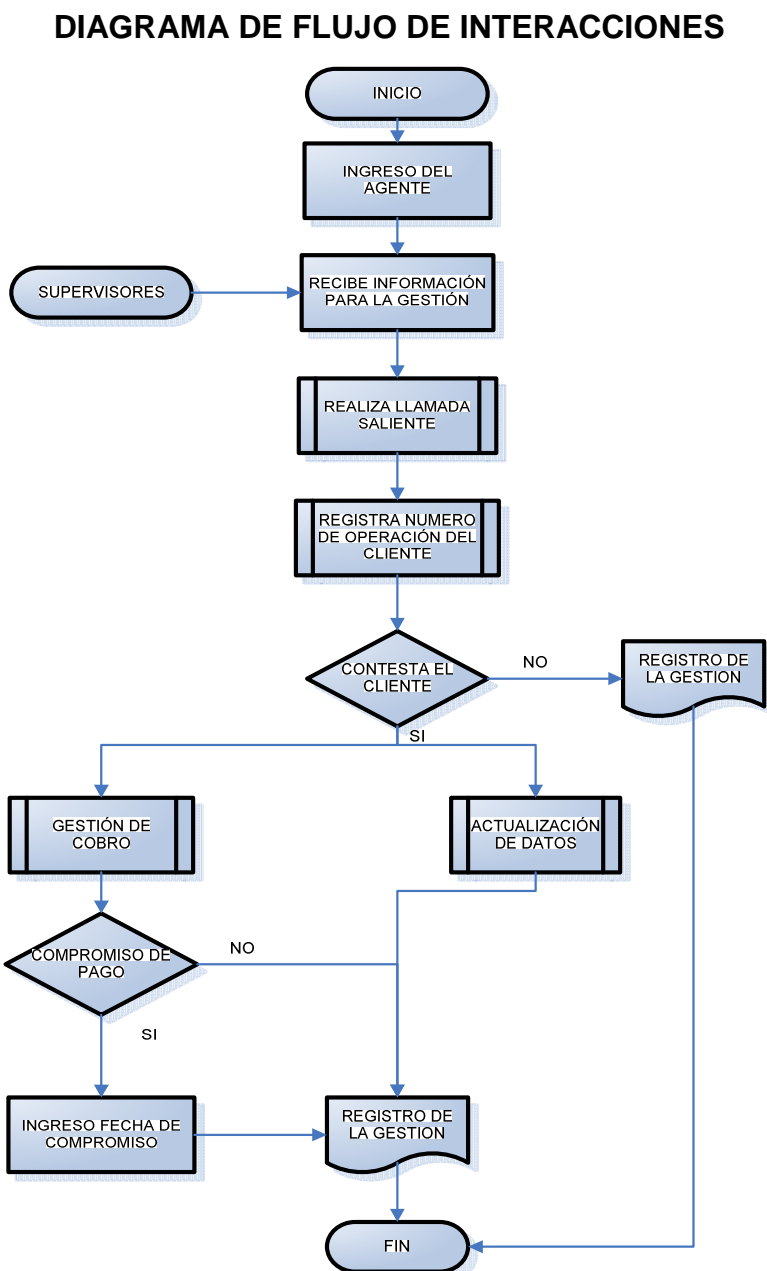 DIAGRAMA DE FLUJO DE INTERACCIONES
INICIO
INGRESO DEL
AGENTE
SUPERVISORES
RECIBE INFORMACIÓN
PARA LA GESTIÓN
REALIZA LLAMADA
SALIENTE
REGISTRA NUMERO
DE OPERACIÓN DEL
CLIENTE
CONTESTA EL
CLIENTE
NO
REGISTRO DE
LA GESTION
SI
GESTIÓN DE
COBRO
ACTUALIZACIÓN
DE DATOS
COMPROMISO DE
PAGO
NO
SI
INGRESO FECHA DE
COMPROMISO
REGISTRO DE
LA GESTION
FIN